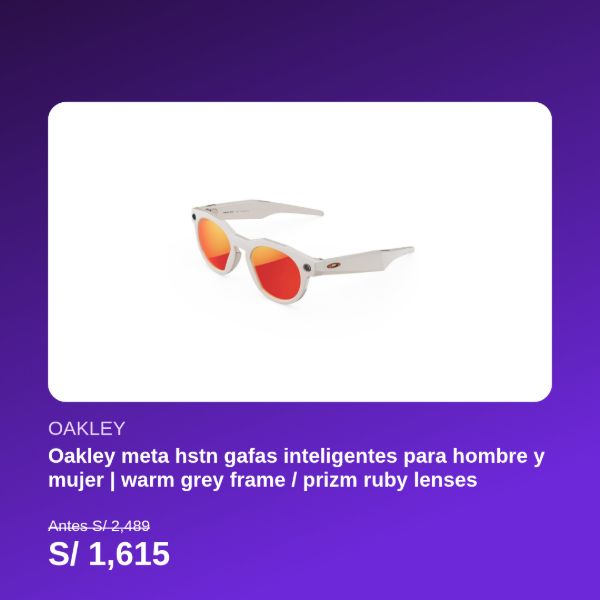 OAKLEY
Oakley meta hstn gafas inteligentes para hombre y
mujer | warm grey frame / prizm ruby lenses
Antes S/ 2,489
S/ 1,615